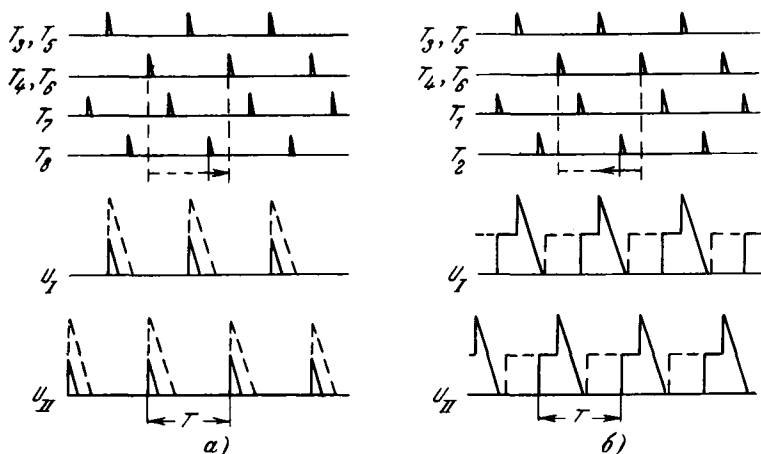 T3, T5
T4, T6
T7
T8
UI
UII
T
а)
T3, T5
T4, T6
T1
T2
UI
UII
T
б)